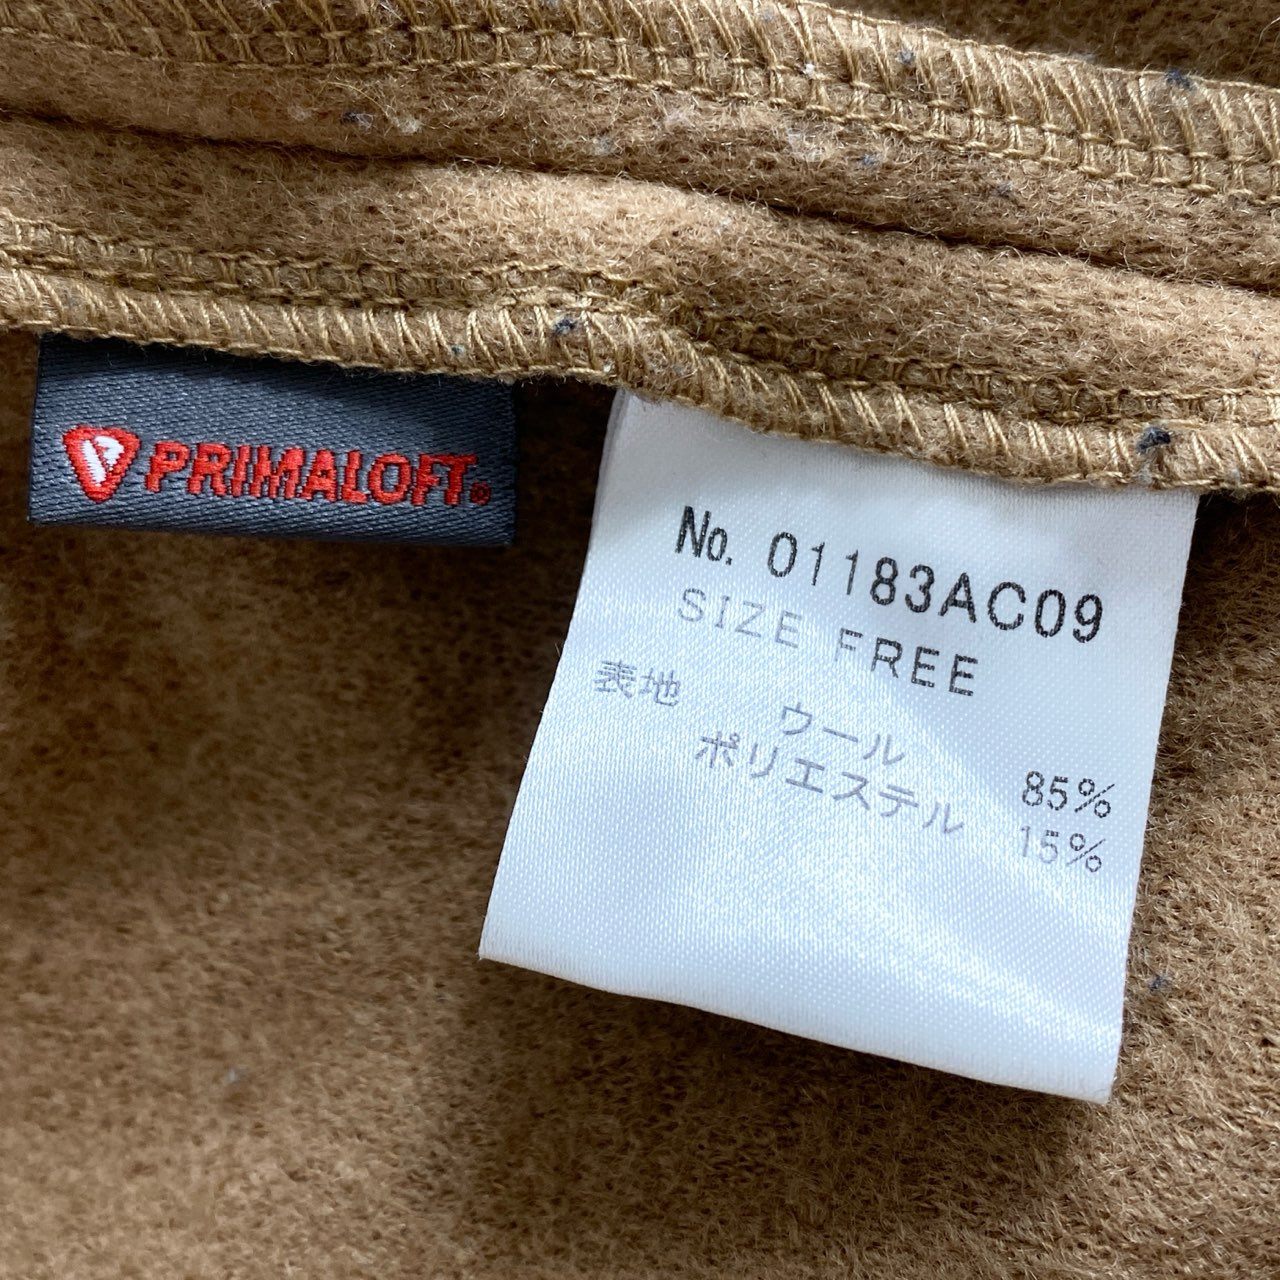 PRIMALOFT®
No. 01183AC09
SIZE FREE
表地 ウール 85%
ポリエステル 15%